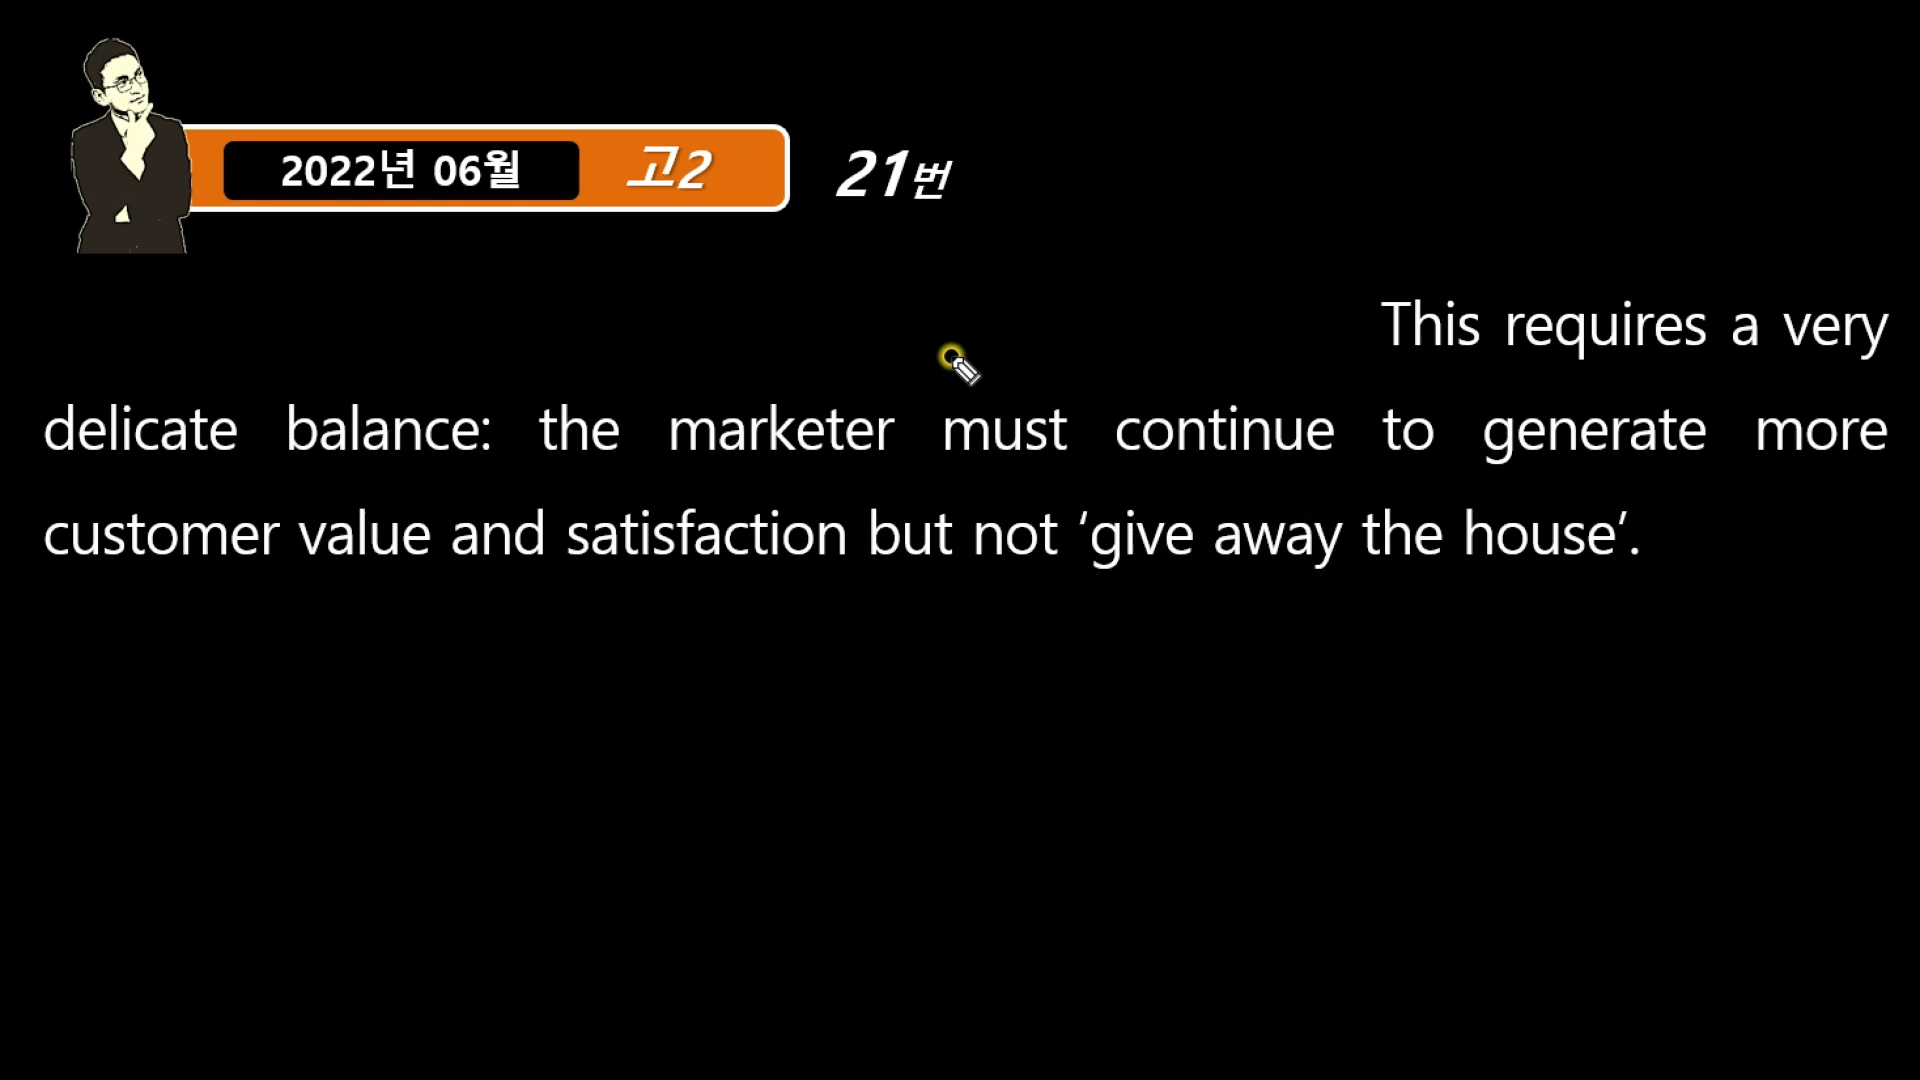 2022년 06월 고2 21번
This requires a very
delicate balance: the marketer must continue to generate more
customer value and satisfaction but not ‘give away the house’.